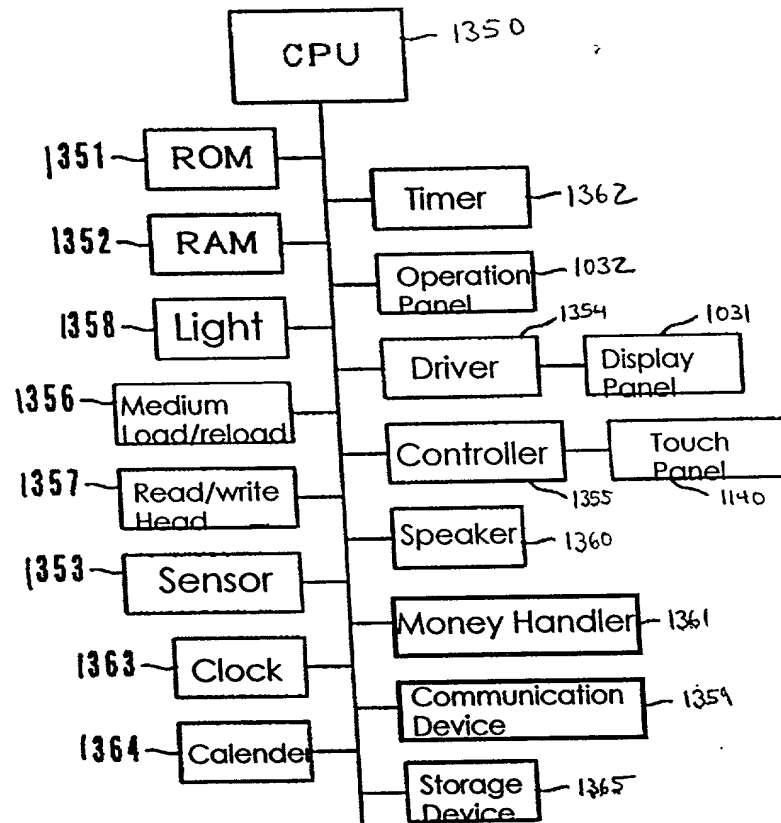 CPU
1350
1351
ROM
Timer
1362
1352
RAM
Operation
Panel
1032
1358
Light
1354
Driver
1031
Display
Panel
1356
Medium
Load/reload
Controller
1355
Touch
Panel
1140
1357
Read/write
Head
Speaker
1360
1353
Sensor
Money Handler
1361
1363
Clock
Communication
Device
1359
1364
Calender
Storage
Device
1365